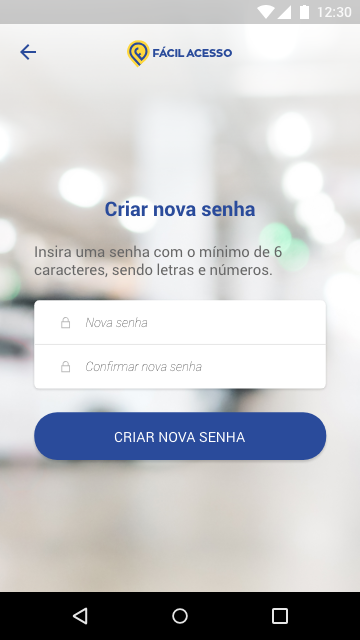 12:30
FÁCIL ACESSO
Criar nova senha
Insira uma senha com o mínimo de 6
caracteres, sendo letras e números.
Nova senha
Confirmar nova senha
CRIAR NOVA SENHA